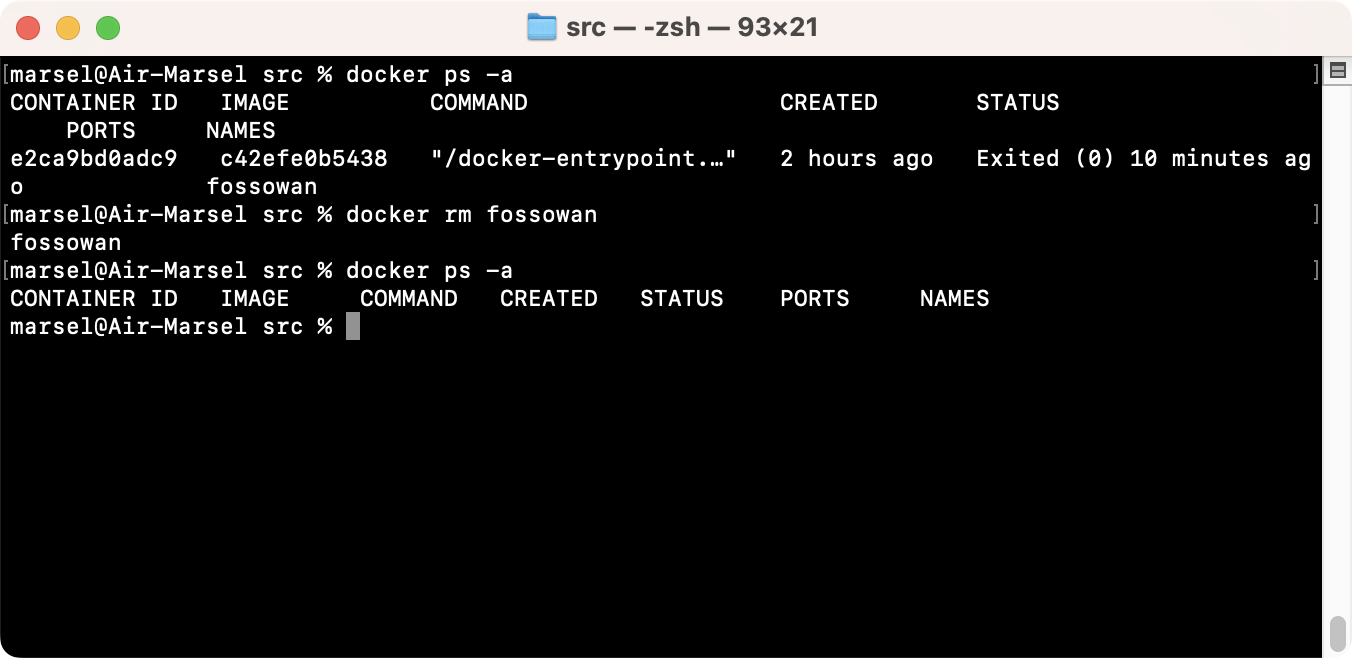 src — -zsh — 93×21
[marsel@Air-Marsel src % docker ps -a ]
CONTAINER ID   IMAGE          COMMAND                  CREATED       STATUS
    PORTS     NAMES
e2ca9bd0adc9   c42efe0b5438   "/docker-entrypoint.…"   2 hours ago   Exited (0) 10 minutes ag
o             fossowan
[marsel@Air-Marsel src % docker rm fossowan ]
fossowan
[marsel@Air-Marsel src % docker ps -a ]
CONTAINER ID   IMAGE     COMMAND   CREATED   STATUS    PORTS     NAMES
marsel@Air-Marsel src %